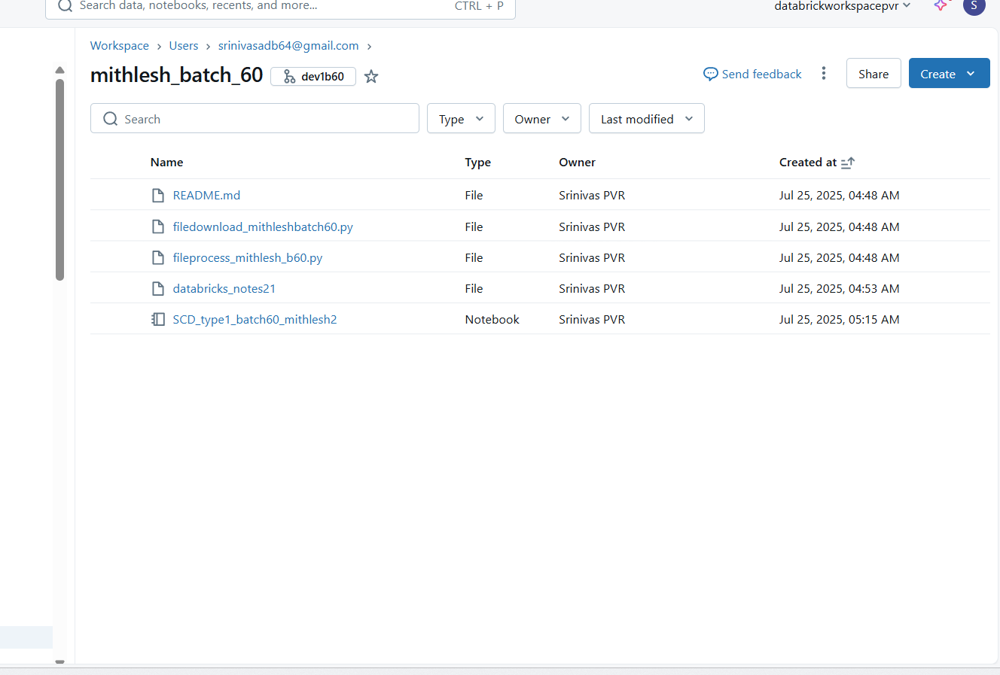 Search data, notebooks, recents, and more... CTRL + P databrickworkspacepvr S
Workspace > Users > srinivasadb64@gmail.com >
mithlesh_batch_60 dev1b60 Send feedback Share Create
Search Type Owner Last modified
Name Type Owner Created at
README.md File Srinivas PVR Jul 25, 2025, 04:48 AM
filedownload_mithleshbatch60.py File Srinivas PVR Jul 25, 2025, 04:48 AM
fileprocess_mithlesh_b60.py File Srinivas PVR Jul 25, 2025, 04:48 AM
databricks_notes21 File Srinivas PVR Jul 25, 2025, 04:53 AM
SCD_type1_batch60_mithlesh2 Notebook Srinivas PVR Jul 25, 2025, 05:15 AM